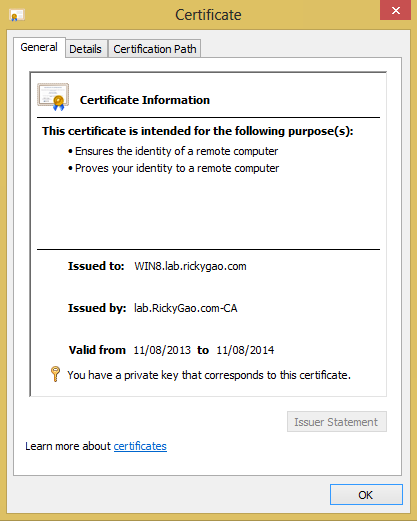 Certificate
General Details Certification Path
Certificate Information
This certificate is intended for the following purpose(s):
• Ensures the identity of a remote computer
• Proves your identity to a remote computer
Issued to: WIN8.lab.rickygao.com
Issued by: lab.RickyGao.com-CA
Valid from 11/08/2013 to 11/08/2014
You have a private key that corresponds to this certificate.
Issuer Statement
Learn more about certificates
OK